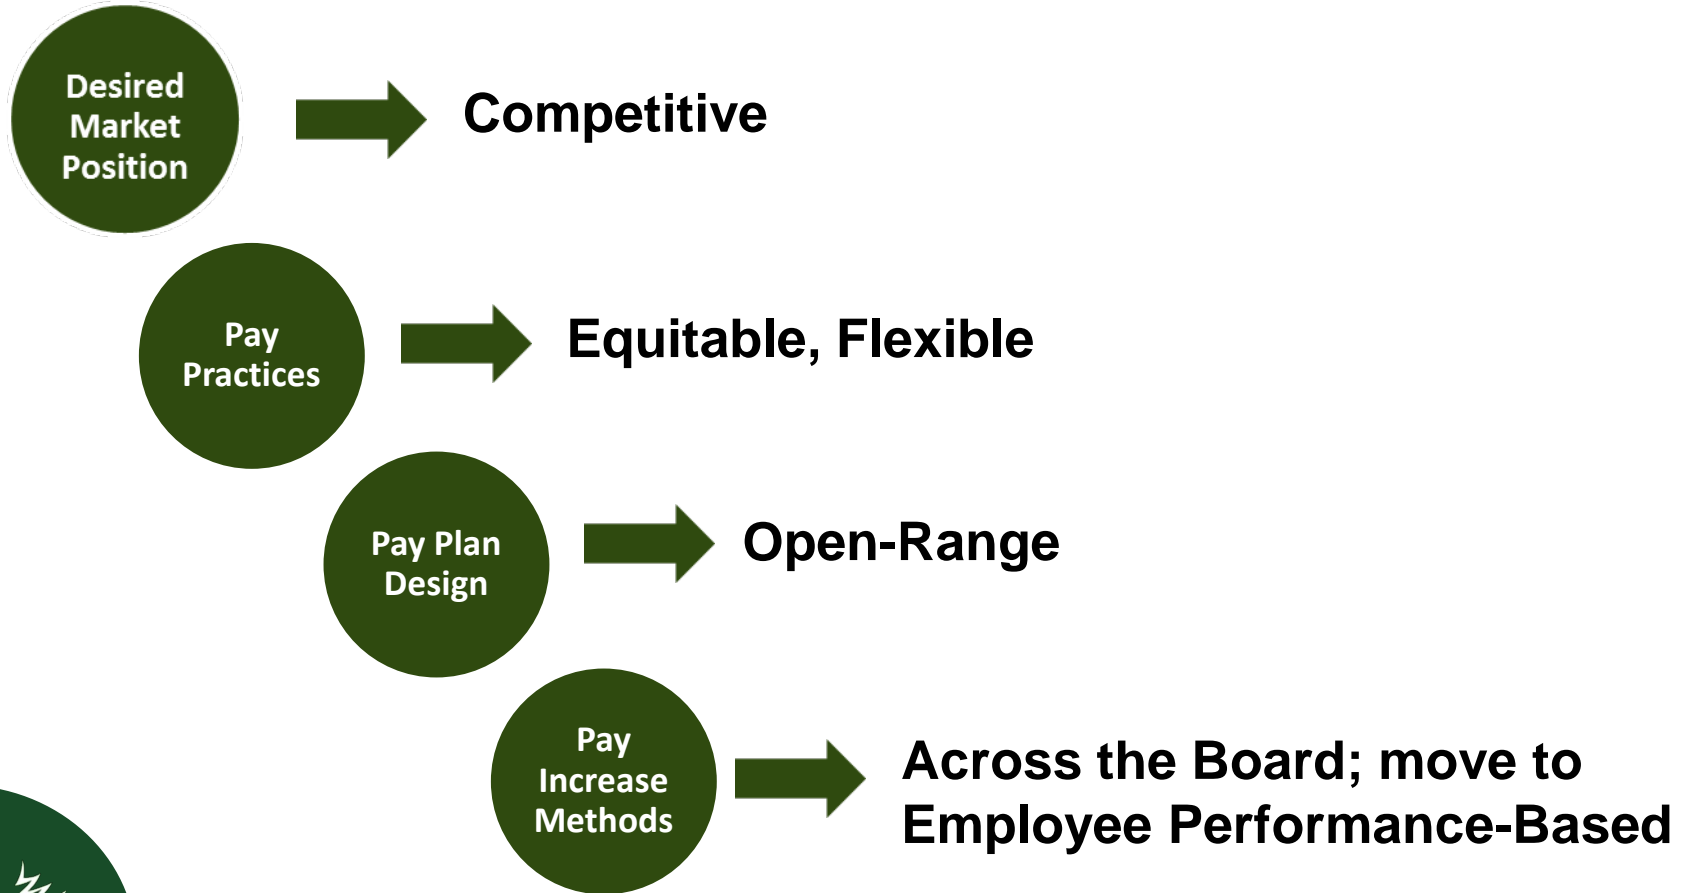 Desired
Market
Position
Competitive
Pay
Practices
Equitable, Flexible
Pay Plan
Design
Open-Range
Pay
Increase
Methods
Across the Board; move to
Employee Performance-Based